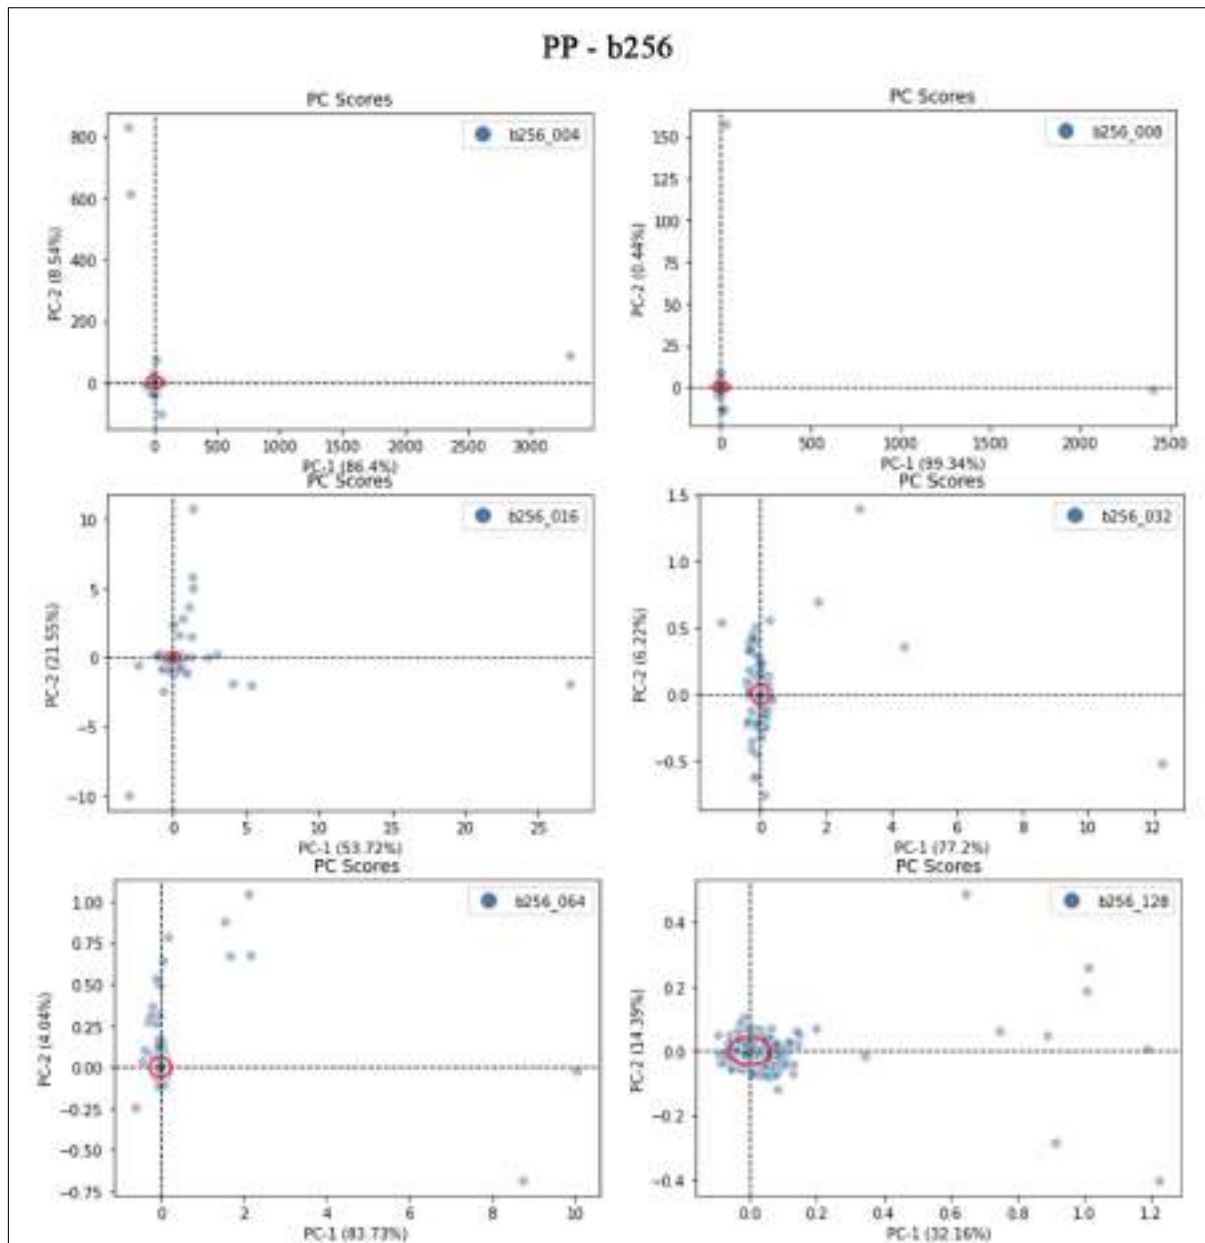 PP - b256
PC Scores
b256_004
800
600
400
200
0
PC-2 (8.54%)
0 500 1000 1500 2000 2500 3000
PC-1 (86.4%)
PC Scores
b256_008
150
125
100
75
50
25
0
PC-2 (0.44%)
0 500 1000 1500 2000 2500
PC-1 (99.34%)
PC Scores
b256_016
10
5
0
−5
−10
PC-2 (21.55%)
0 5 10 15 20 25
PC-1 (53.72%)
PC Scores
b256_032
1.5
1.0
0.5
0.0
−0.5
PC-2 (6.22%)
0 2 4 6 8 10 12
PC-1 (77.2%)
PC Scores
b256_064
1.00
0.75
0.50
0.25
0.00
−0.25
−0.50
−0.75
PC-2 (4.04%)
0 2 4 6 8 10
PC-1 (83.73%)
PC Scores
b256_128
0.4
0.2
0.0
−0.2
−0.4
PC-2 (14.39%)
0.0 0.2 0.4 0.6 0.8 1.0 1.2
PC-1 (32.16%)